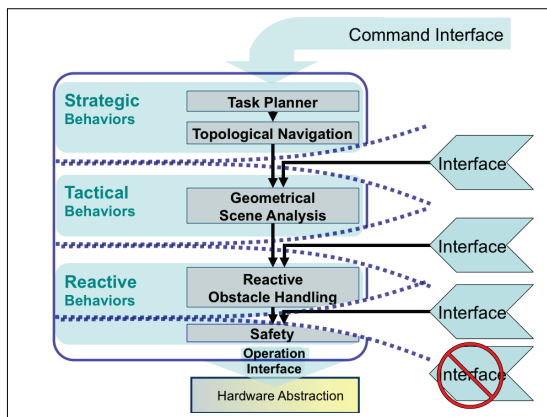 Command Interface
Strategic
Behaviors
Task Planner
Topological Navigation
Interface
Tactical
Behaviors
Geometrical
Scene Analysis
Interface
Reactive
Behaviors
Reactive
Obstacle Handling
Interface
Safety
Operation
Interface
Interface
Hardware Abstraction